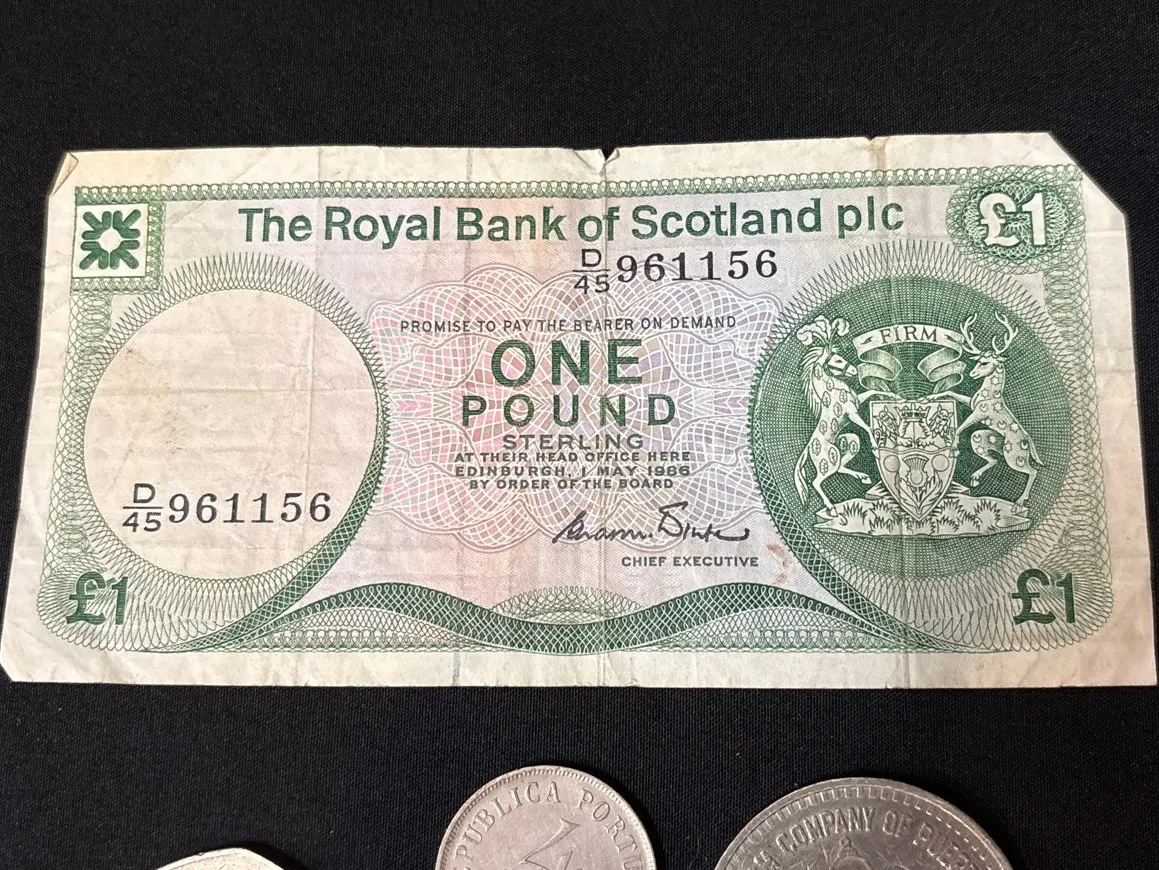 The Royal Bank of Scotland plc
£1
D/45 961156
PROMISE TO PAY THE BEARER ON DEMAND
ONE
POUND
STERLING
AT THEIR HEAD OFFICE HERE
EDINBURGH, 1 MAY 1986
BY ORDER OF THE BOARD
CHIEF EXECUTIVE
FIRM
D/45 961156
£1
£1
COMPANY OF